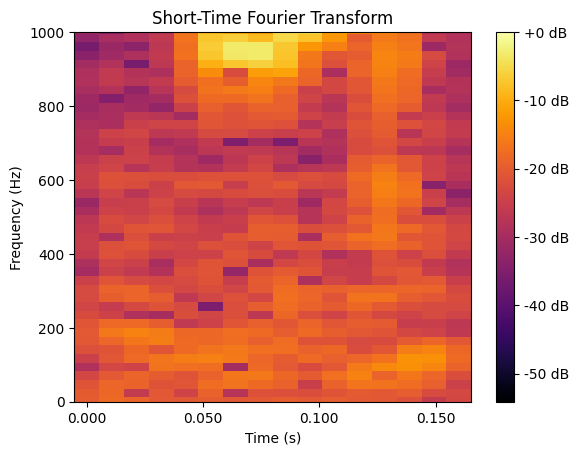 Short-Time Fourier Transform
1000
800
600
400
200
0
Frequency (Hz)
0.000
0.050
0.100
0.150
Time (s)
+0 dB
-10 dB
-20 dB
-30 dB
-40 dB
-50 dB